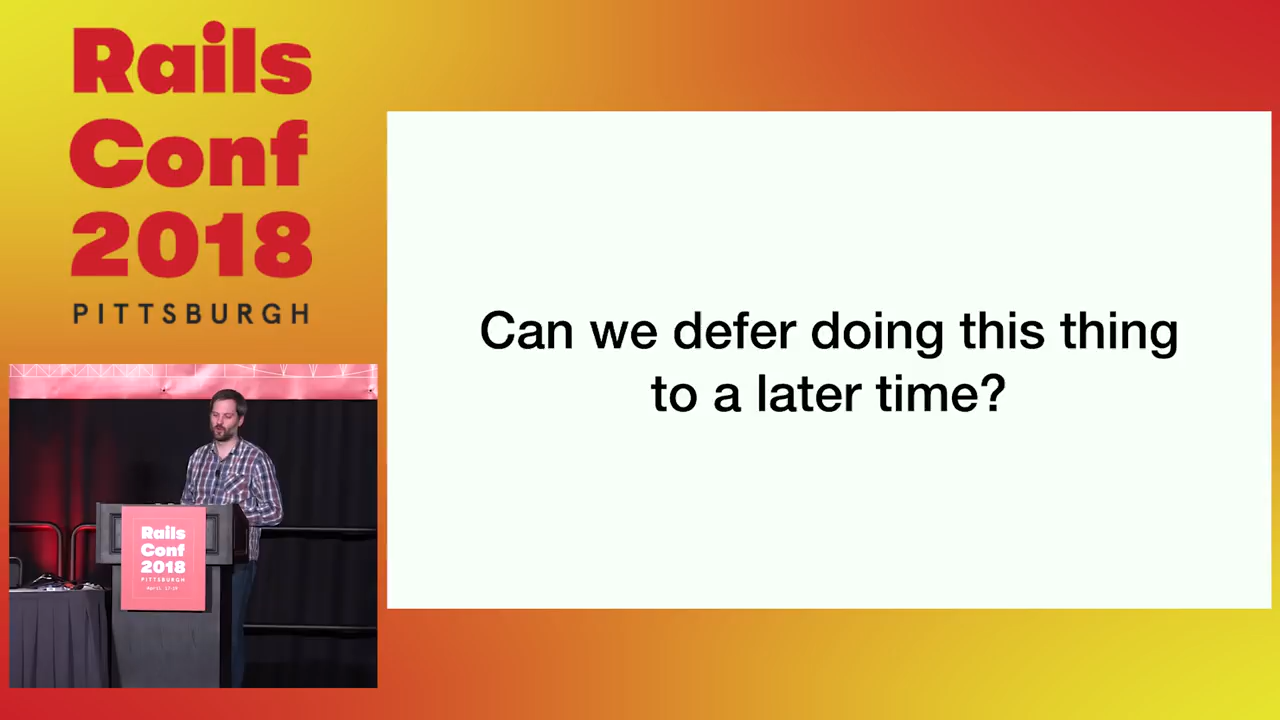 Rails
Conf
2018
PITTSBURGH
Can we defer doing this thing
to a later time?
Rails
Conf
2018
PITTSBURGH